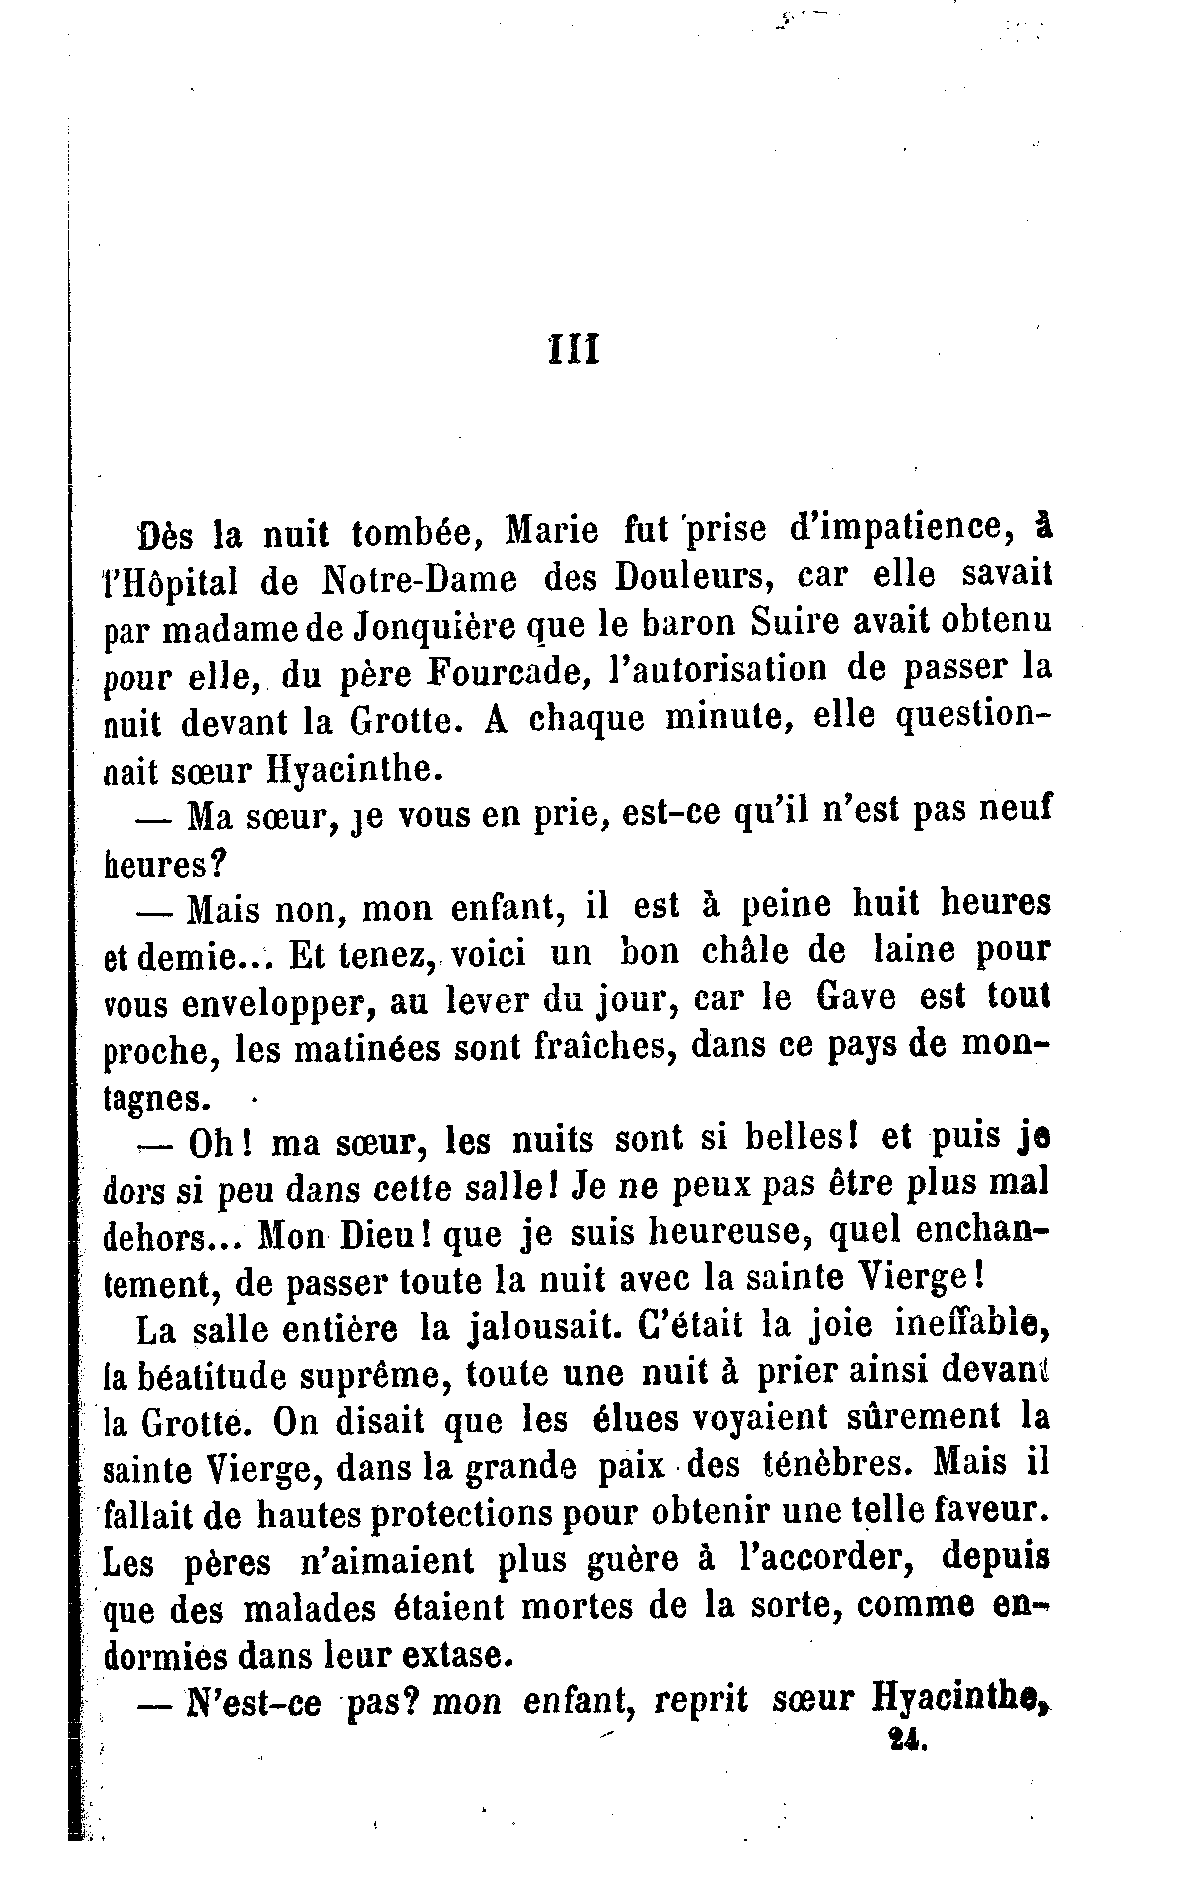 III
Dès la nuit tombée, Marie fut prise d'impatience, à
l'Hôpital de Notre-Dame des Douleurs, car elle savait
par madame de Jonquière que le baron Suire avait obtenu
pour elle, du père Fourcade, l'autorisation de passer la
nuit devant la Grotte. A chaque minute, elle question-
nait sœur Hyacinthe.
— Ma sœur, je vous en prie, est-ce qu'il n'est pas neuf
heures?
— Mais non, mon enfant, il est à peine huit heures
et demie... Et tenez, voici un bon châle de laine pour
vous envelopper, au lever du jour, car le Gave est tout
proche, les matinées sont fraîches, dans ce pays de mon-
tagnes.
— Oh! ma sœur, les nuits sont si belles! et puis je
dors si peu dans cette salle! Je ne peux pas être plus mal
dehors... Mon Dieu! que je suis heureuse, quel enchan-
tement, de passer toute la nuit avec la sainte Vierge!
La salle entière la jalousait. C'était la joie ineffable,
la béatitude suprême, toute une nuit à prier ainsi devant
la Grotte. On disait que les élues voyaient sûrement la
sainte Vierge, dans la grande paix des ténèbres. Mais il
fallait de hautes protections pour obtenir une telle faveur.
Les pères n'aimaient plus guère à l'accorder, depuis
que des malades étaient mortes de la sorte, comme en-
dormies dans leur extase.
— N'est-ce pas? mon enfant, reprit sœur Hyacinthe,
24.